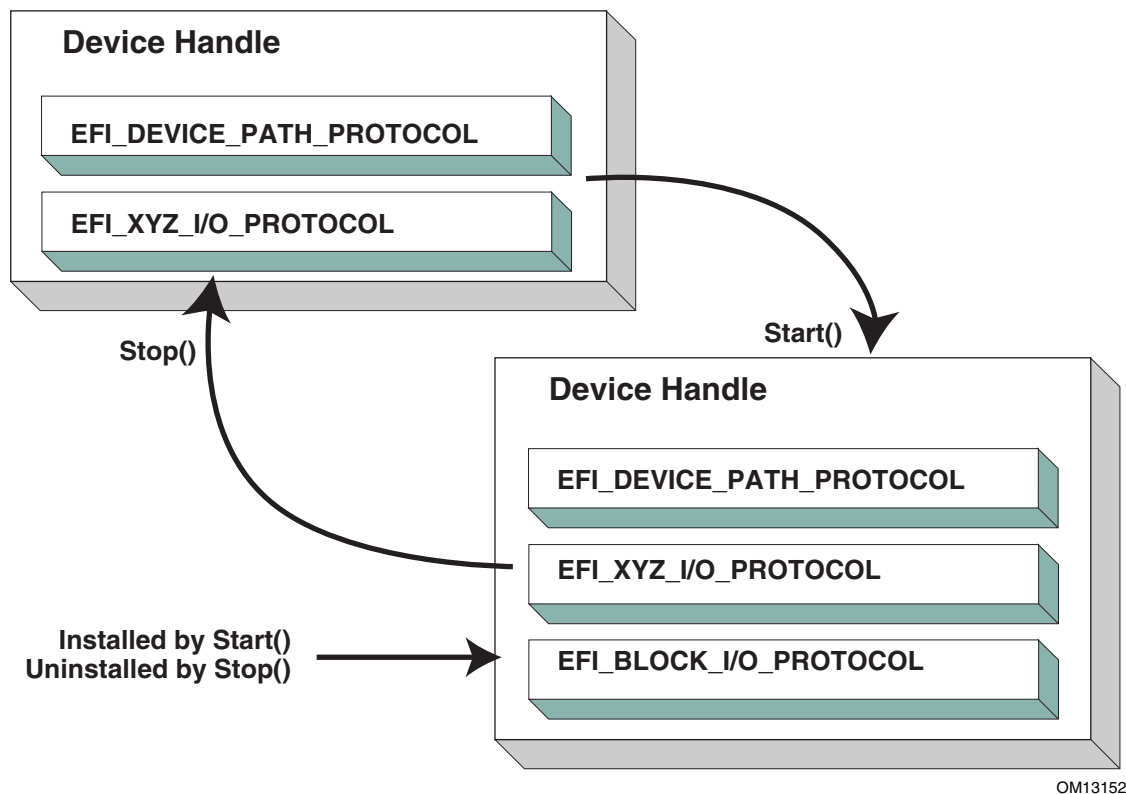 Device Handle
EFI_DEVICE_PATH_PROTOCOL
EFI_XYZ_I/O_PROTOCOL
Stop()
Start()
Device Handle
EFI_DEVICE_PATH_PROTOCOL
EFI_XYZ_I/O_PROTOCOL
Installed by Start()
Uninstalled by Stop()
EFI_BLOCK_I/O_PROTOCOL
OM13152